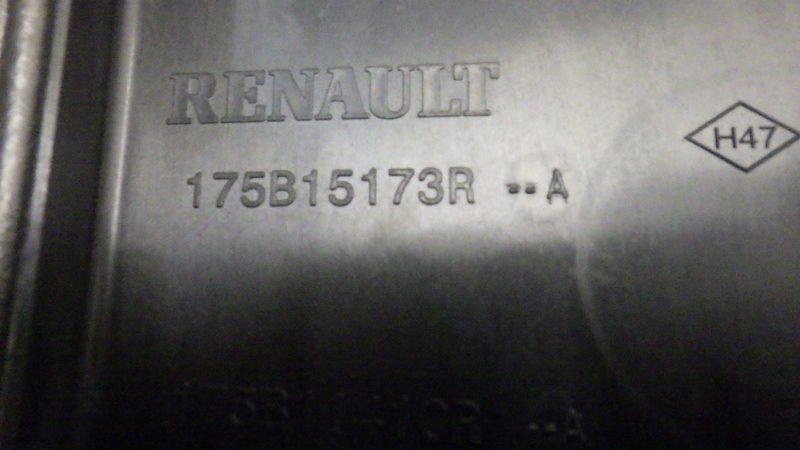 RENAULT
H47
175B15173R --A
--A